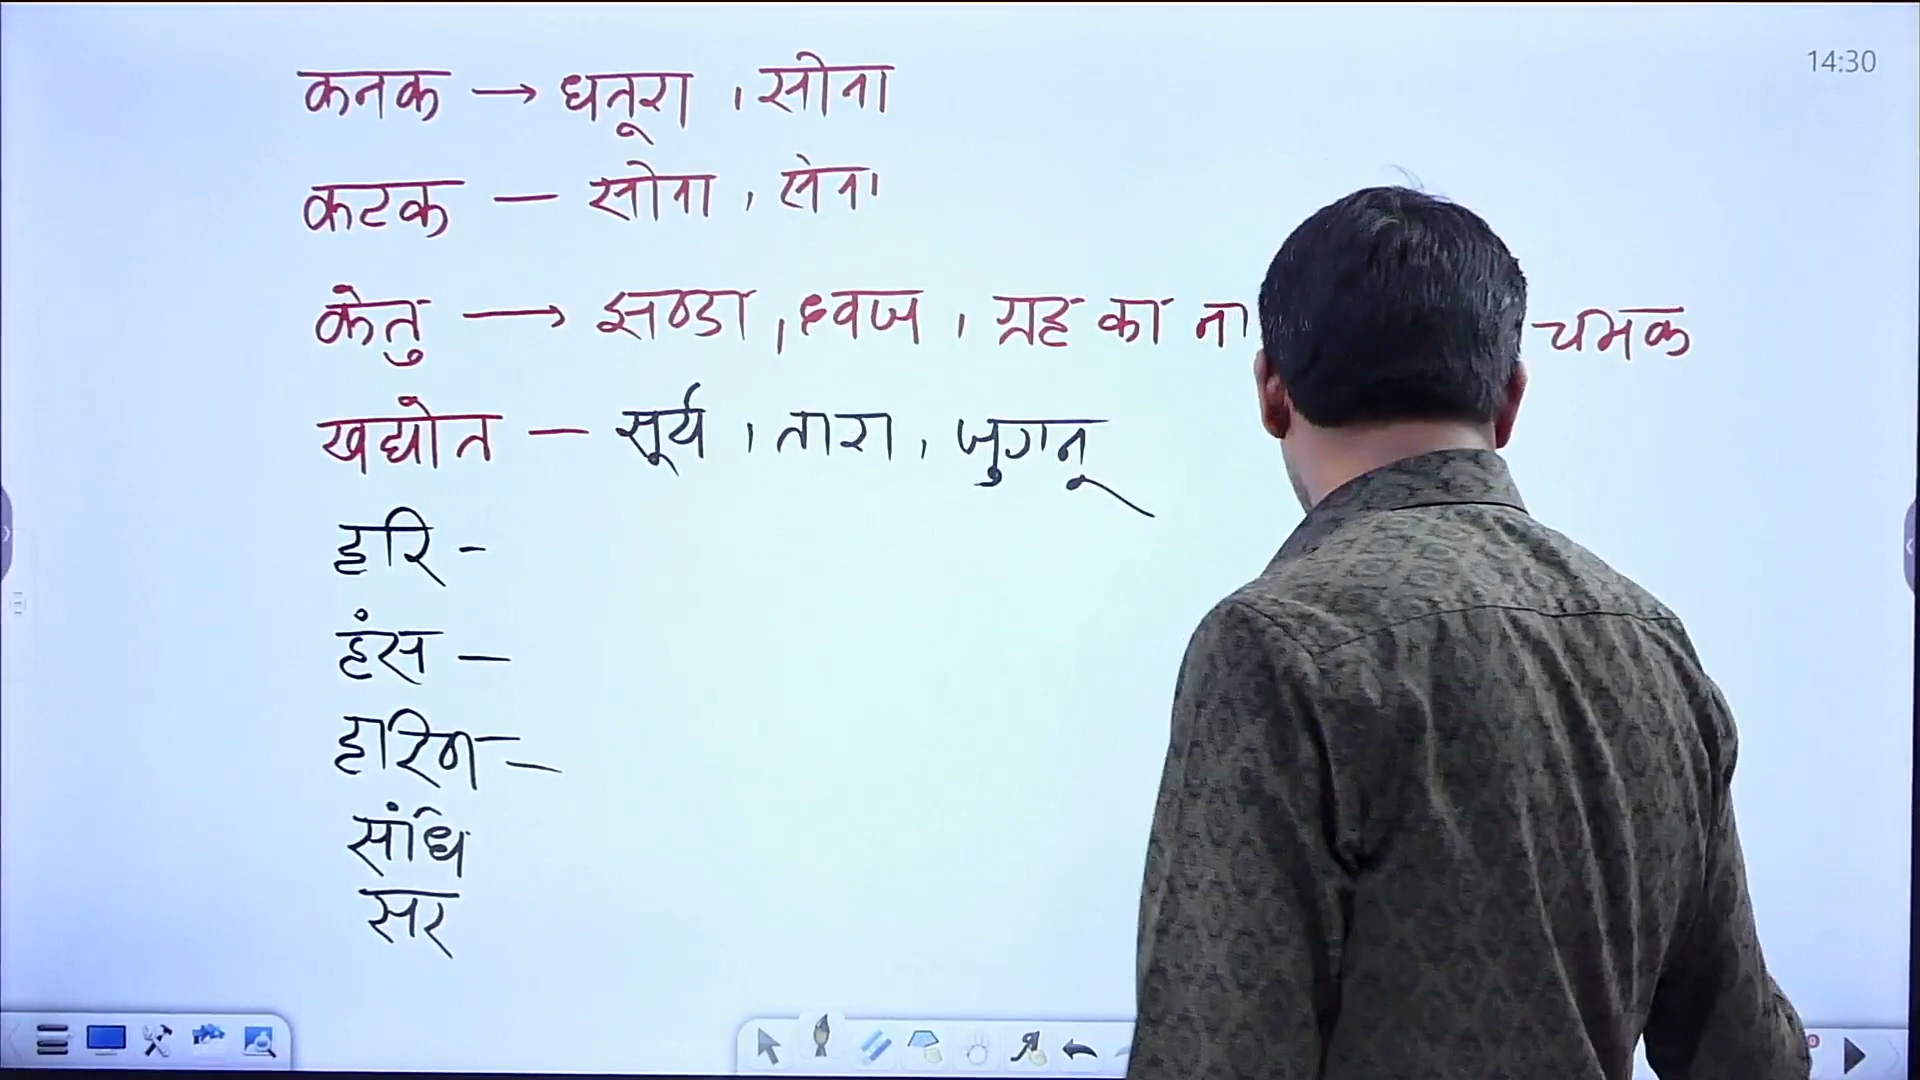 14:30
कनक → धतूरा , सोना
कटक — सोना , सेना
केतु → झण्डा , ध्वज , ग्रह का ना चमक
खद्योत — सूर्य , तारा , जुगनू
हरि -
हंस —
हरिण —
संधि
सर